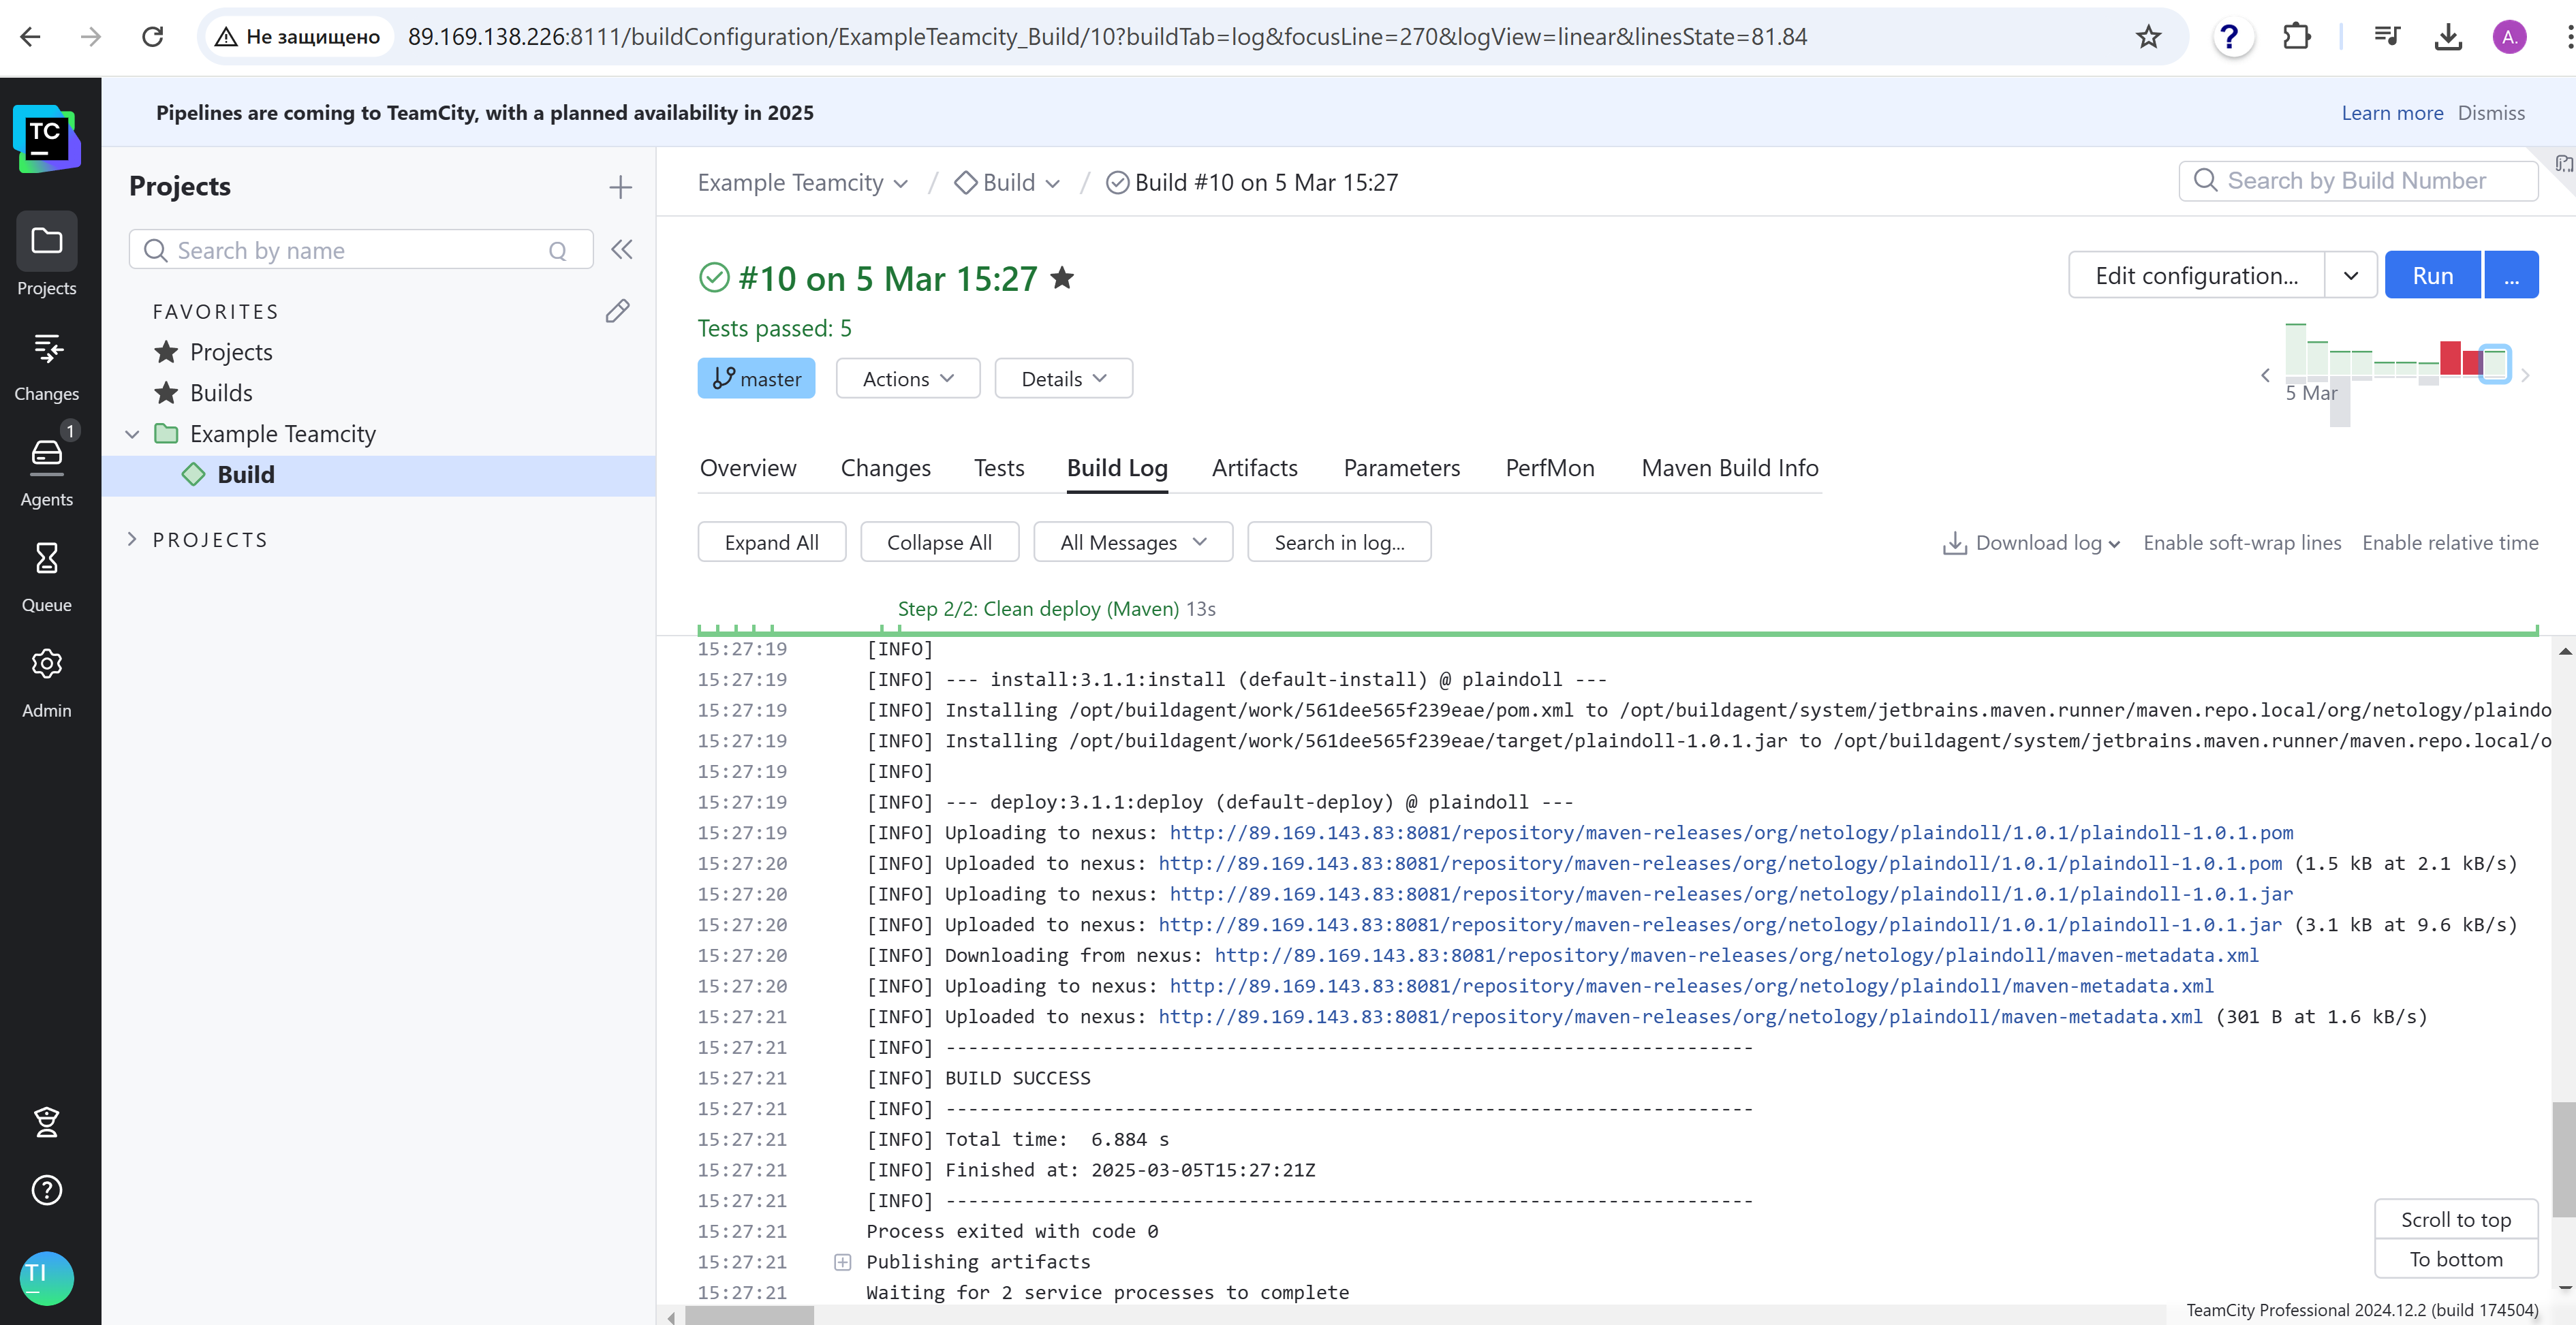 Не защищено
89.169.138.226:8111/buildConfiguration/ExampleTeamcity_Build/10?buildTab=log&focusLine=270&logView=linear&linesState=81.84
?
A.
TC
Pipelines are coming to TeamCity, with a planned availability in 2025
Learn more
Dismiss
Projects
Changes
1
Agents
Queue
Admin
TI
Projects
Search by name
Q
FAVORITES
Projects
Builds
Example Teamcity
Build
PROJECTS
Example Teamcity / Build / Build #10 on 5 Mar 15:27
Search by Build Number
#10 on 5 Mar 15:27
Edit configuration...
Run
...
Tests passed: 5
master
Actions
Details
5 Mar
Overview
Changes
Tests
Build Log
Artifacts
Parameters
PerfMon
Maven Build Info
Expand All
Collapse All
All Messages
Search in log...
Download log
Enable soft-wrap lines
Enable relative time
Step 2/2: Clean deploy (Maven) 13s
15:27:19 [INFO]
15:27:19 [INFO] --- install:3.1.1:install (default-install) @ plaindoll ---
15:27:19 [INFO] Installing /opt/buildagent/work/561dee565f239eae/pom.xml to /opt/buildagent/system/jetbrains.maven.runner/maven.repo.local/org/netology/plaindo
15:27:19 [INFO] Installing /opt/buildagent/work/561dee565f239eae/target/plaindoll-1.0.1.jar to /opt/buildagent/system/jetbrains.maven.runner/maven.repo.local/o
15:27:19 [INFO]
15:27:19 [INFO] --- deploy:3.1.1:deploy (default-deploy) @ plaindoll ---
15:27:19 [INFO] Uploading to nexus: http://89.169.143.83:8081/repository/maven-releases/org/netology/plaindoll/1.0.1/plaindoll-1.0.1.pom
15:27:20 [INFO] Uploaded to nexus: http://89.169.143.83:8081/repository/maven-releases/org/netology/plaindoll/1.0.1/plaindoll-1.0.1.pom (1.5 kB at 2.1 kB/s)
15:27:20 [INFO] Uploading to nexus: http://89.169.143.83:8081/repository/maven-releases/org/netology/plaindoll/1.0.1/plaindoll-1.0.1.jar
15:27:20 [INFO] Uploaded to nexus: http://89.169.143.83:8081/repository/maven-releases/org/netology/plaindoll/1.0.1/plaindoll-1.0.1.jar (3.1 kB at 9.6 kB/s)
15:27:20 [INFO] Downloading from nexus: http://89.169.143.83:8081/repository/maven-releases/org/netology/plaindoll/maven-metadata.xml
15:27:20 [INFO] Uploading to nexus: http://89.169.143.83:8081/repository/maven-releases/org/netology/plaindoll/maven-metadata.xml
15:27:21 [INFO] Uploaded to nexus: http://89.169.143.83:8081/repository/maven-releases/org/netology/plaindoll/maven-metadata.xml (301 B at 1.6 kB/s)
15:27:21 [INFO] ------------------------------------------------------------------------
15:27:21 [INFO] BUILD SUCCESS
15:27:21 [INFO] ------------------------------------------------------------------------
15:27:21 [INFO] Total time:  6.884 s
15:27:21 [INFO] Finished at: 2025-03-05T15:27:21Z
15:27:21 [INFO] ------------------------------------------------------------------------
15:27:21 Process exited with code 0
15:27:21 Publishing artifacts
15:27:21 Waiting for 2 service processes to complete
Scroll to top
To bottom
TeamCity Professional 2024.12.2 (build 174504)